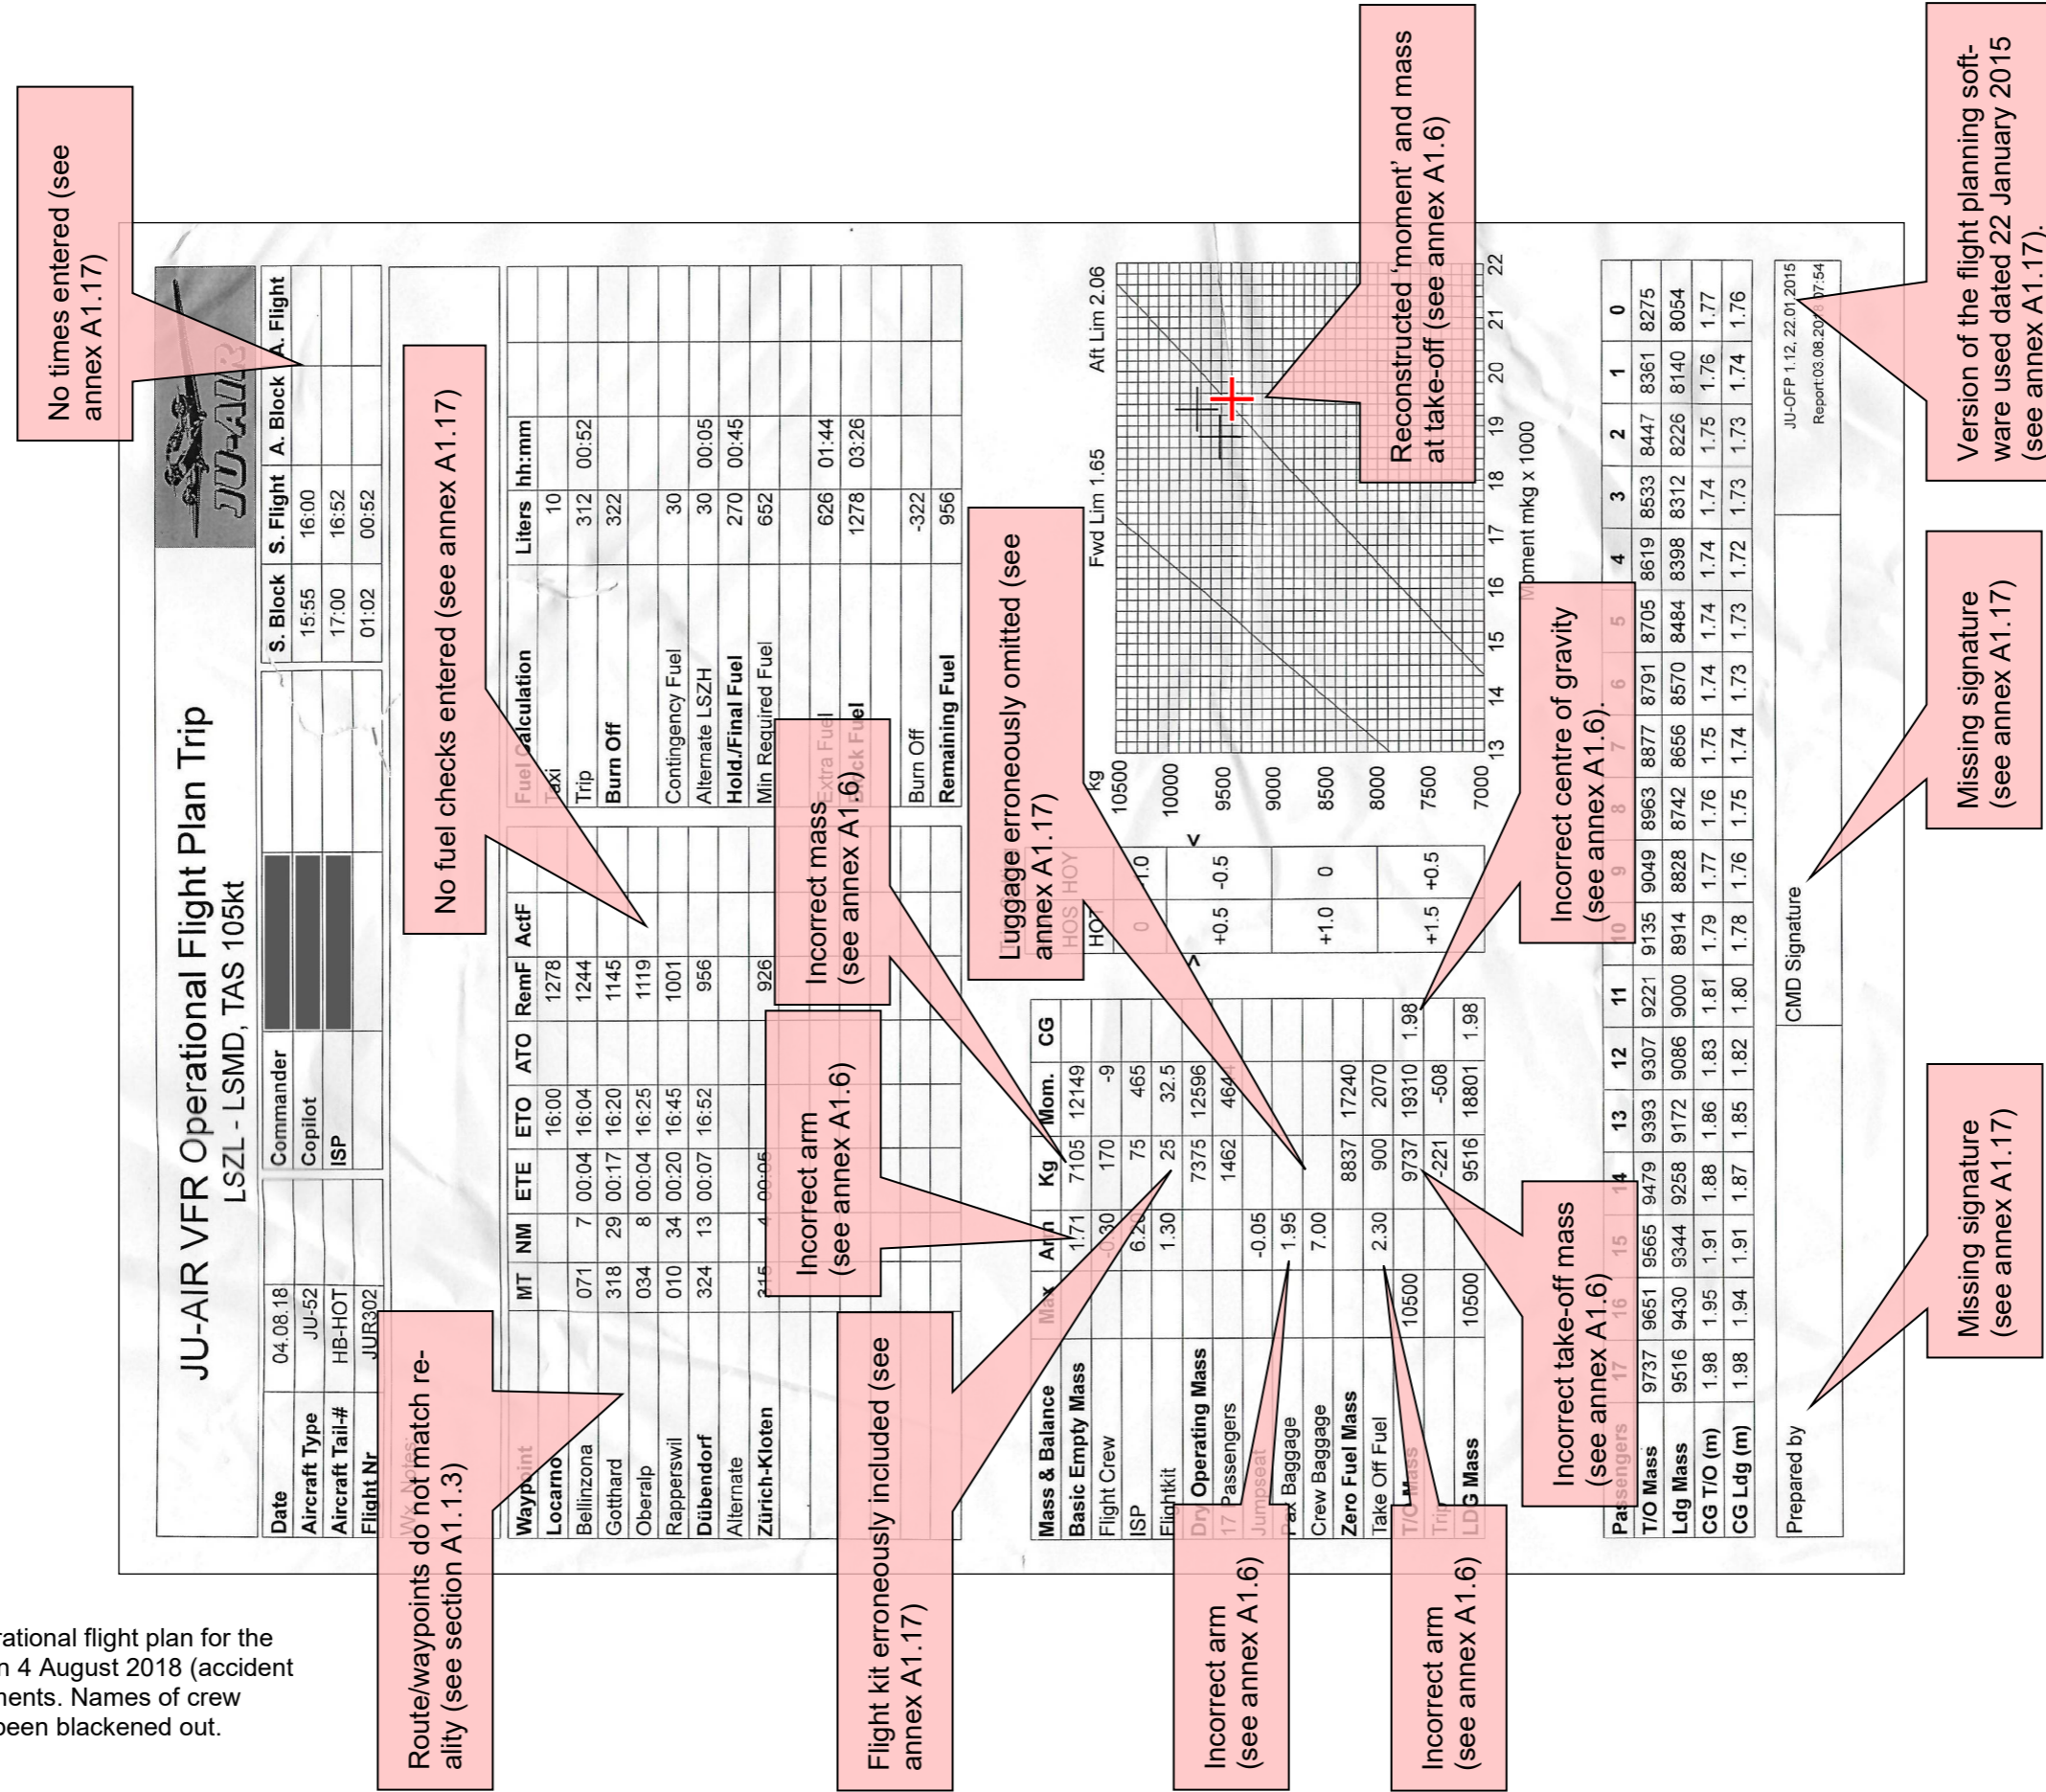 rational flight plan for the
n 4 August 2018 (accident
nents. Names of crew
been blackened out.
No times entered (see
annex A1.17)
JU-AIR VFR Operational Flight Plan Trip
LSZL - LSMD, TAS 105kt
JU-AIR
Date 04.08.18 Commander S. Block S. Flight A. Block A. Flight
Aircraft Type JU-52 Copilot 15:55 16:00
Aircraft Tail-# HB-HOT ISP 17:00 16:52
Flight Nr JUR302 01:02 00:52
Wx, Notes:
Route/waypoints do not match re-
ality (see section A1.1.3)
No fuel checks entered (see annex A1.17)
Waypoint MT NM ETE ETO ATO RemF ActF
Locarno 16:00 1278
Bellinzona 071 7 00:04 16:04 1244
Gotthard 318 29 00:17 16:20 1145
Oberalp 034 8 00:04 16:25 1119
Rapperswil 010 34 00:20 16:45 1001
Dübendorf 324 13 00:07 16:52 956
Alternate
Zürich-Kloten 315 4 00:05 926
Fuel Calculation Liters hh:mm
Taxi 10
Trip 312 00:52
Burn Off 322
Contingency Fuel 30
Alternate LSZH 30 00:05
Hold./Final Fuel 270 00:45
Min Required Fuel 652
Extra Fuel 626 01:44
Block Fuel 1278 03:26
Burn Off -322
Remaining Fuel 956
Incorrect arm
(see annex A1.6)
Incorrect mass
(see annex A1.6)
Flight kit erroneously included (see
annex A1.17)
Luggage erroneously omitted (see
annex A1.17)
Mass & Balance Max Arm Kg Mom. CG
Basic Empty Mass 1.71 7105 12149
Flight Crew -0.30 170 -9
ISP 6.20 75 465
Flightkit 1.30 25 32.5
Dry Operating Mass 7375 12596
17 Passengers 1462 4644
Jumpseat -0.05
Pax Baggage 1.95
Crew Baggage 7.00
Zero Fuel Mass 8837 17240
Take Off Fuel 2.30 900 2070
T/O Mass 10500 9737 19310 1.98
Trip -221 -508
LDG Mass 10500 9516 18801 1.98
HOS HOY
HOT
0 -1.0
> <
+0.5 -0.5
+1.0 0
+1.5 +0.5
Fwd Lim 1.65 Aft Lim 2.06
kg
10500
10000
9500
9000
8500
8000
7500
7000
13 14 15 16 17 18 19 20 21 22
Moment mkg x 1000
Reconstructed ‘moment’ and mass
at take-off (see annex A1.6)
Incorrect arm
(see annex A1.6)
Incorrect arm
(see annex A1.6)
Incorrect take-off mass
(see annex A1.6)
Incorrect centre of gravity
(see annex A1.6).
Passengers 17 16 15 14 13 12 11 10 9 8 7 6 5 4 3 2 1 0
T/O Mass 9737 9651 9565 9479 9393 9307 9221 9135 9049 8963 8877 8791 8705 8619 8533 8447 8361 8275
Ldg Mass 9516 9430 9344 9258 9172 9086 9000 8914 8828 8742 8656 8570 8484 8398 8312 8226 8140 8054
CG T/O (m) 1.98 1.95 1.91 1.88 1.86 1.83 1.81 1.79 1.77 1.76 1.75 1.74 1.74 1.74 1.74 1.75 1.76 1.77
CG Ldg (m) 1.98 1.94 1.91 1.87 1.85 1.82 1.80 1.78 1.76 1.75 1.74 1.73 1.73 1.72 1.73 1.73 1.74 1.76
Prepared by CMD Signature JU-OFP 1.12, 22.01.2015
Report:03.08.2018 07:54
Missing signature
(see annex A1.17)
Missing signature
(see annex A1.17)
Version of the flight planning soft-
ware used dated 22 January 2015
(see annex A1.17).